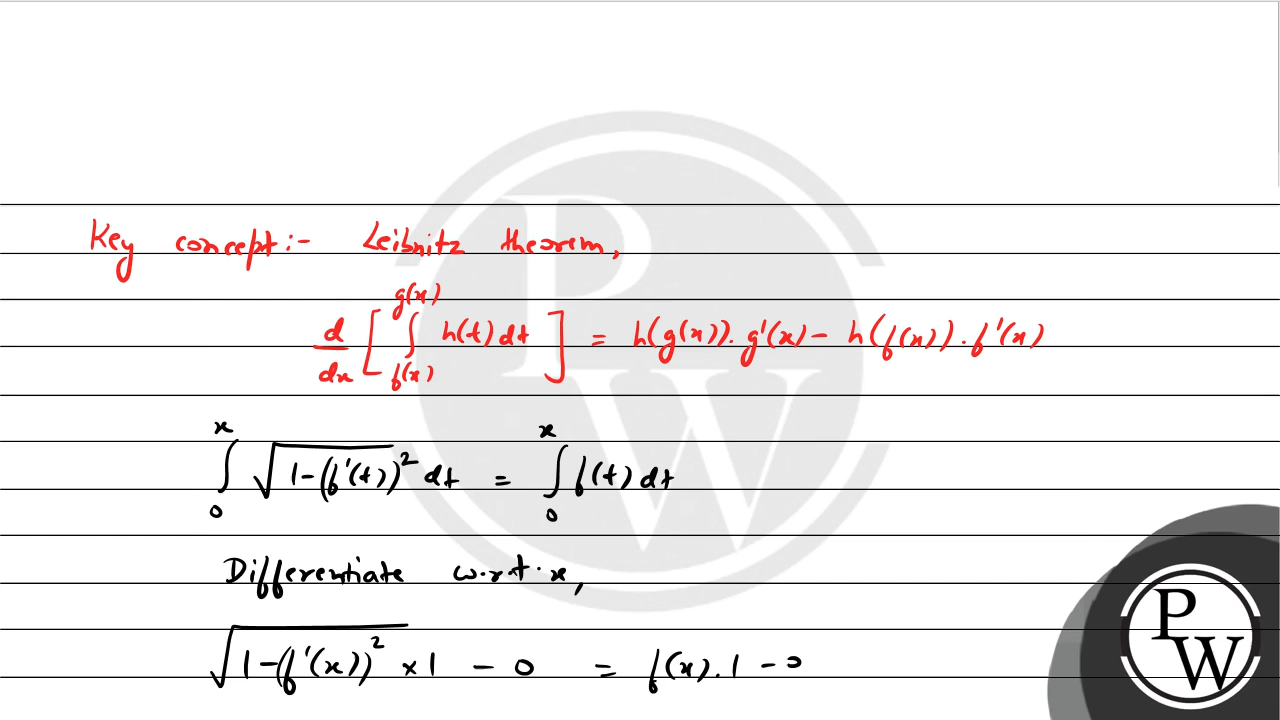 Key concept:- Leibnitz theorem,
d/dx [ ∫_{f(x)}^{g(x)} h(t) dt ] = h(g(x)). g'(x) - h(f(x)). f'(x)
∫_0^x √(1-(f'(t))² dt = ∫_0^x f(t) dt
Differentiate w.r.t.x,
√(1-(f'(x))² × 1 - 0 = f(x). 1 - 0
PW
PW